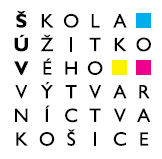 ŠKOLA
ÚŽITKO
VÉHO
VÝTVAR
NÍCTVA
KOŠICE